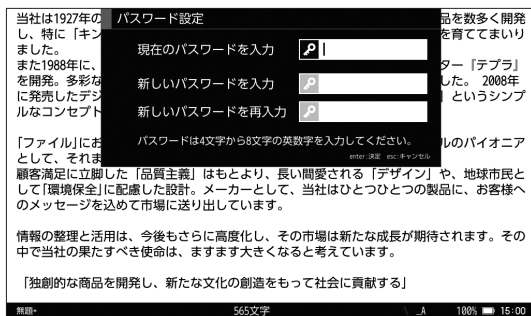 当社は1927年の
し、特に「キン
ました。
また1988年に、
を開発。多彩な
に発売したデジ
ルなコンセプト
「ファイル」にお
として、それま
パスワード設定
現在のパスワードを入力
新しいパスワードを入力
新しいパスワードを再入力
パスワードは4文字から8文字の英数字を入力してください。
enter:決定 esc:キャンセル
品を数多く開発
を育ててまいり
ター『テプラ』
した。 2008年
」というシンプ
ルのパイオニア
顧客満足に立脚した「品質主義」はもとより、長い間愛される「デザイン」や、地球市民と
して「環境保全」に配慮した設計。メーカーとして、当社はひとつひとつの製品に、お客様へ
のメッセージを込めて市場に送り出しています。
情報の整理と活用は、今後もさらに高度化し、その市場は新たな成長が期待されます。その
中で当社の果たすべき使命は、ますます大きくなると考えています。
「独創的な商品を開発し、新たな文化の創造をもって社会に貢献する」
無題* 565文字 _A 100% 15:00